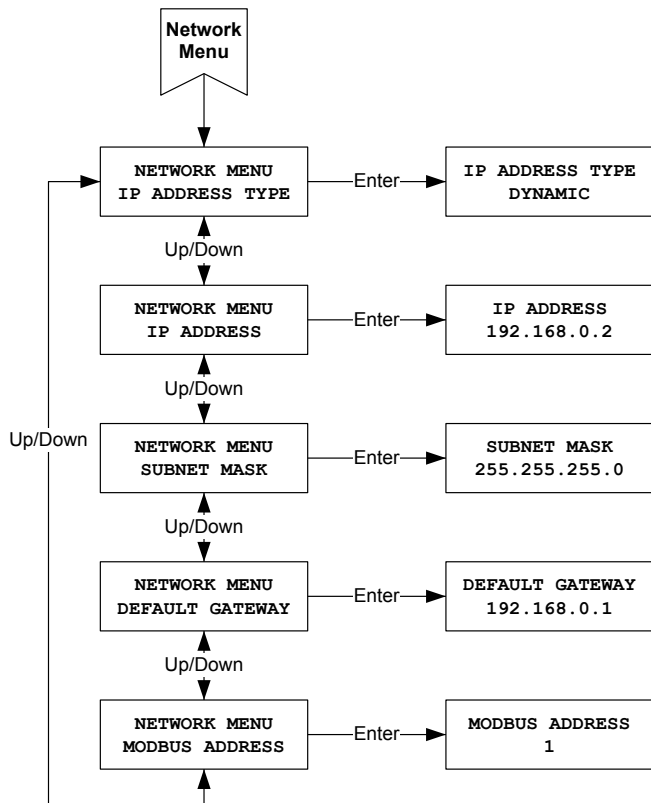 Network
Menu
NETWORK MENU
IP ADDRESS TYPE
Enter
IP ADDRESS TYPE
DYNAMIC
Up/Down
NETWORK MENU
IP ADDRESS
Enter
IP ADDRESS
192.168.0.2
Up/Down
Up/Down
NETWORK MENU
SUBNET MASK
Enter
SUBNET MASK
255.255.255.0
Up/Down
NETWORK MENU
DEFAULT GATEWAY
Enter
DEFAULT GATEWAY
192.168.0.1
Up/Down
NETWORK MENU
MODBUS ADDRESS
Enter
MODBUS ADDRESS
1